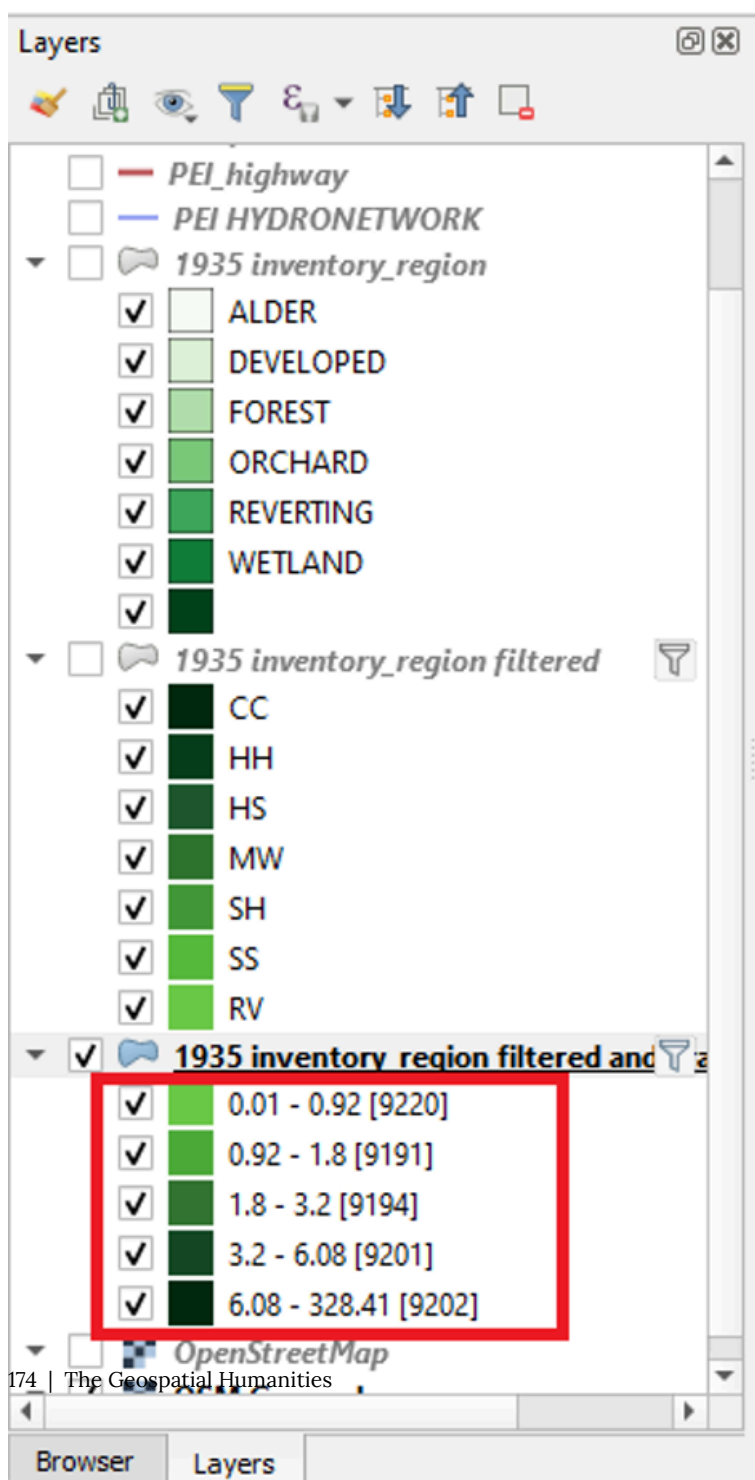 Layers
PEI_highway
PEI HYDRONETWORK
1935 inventory_region
ALDER
DEVELOPED
FOREST
ORCHARD
REVERTING
WETLAND
1935 inventory_region filtered
CC
HH
HS
MW
SH
SS
RV
1935 inventory_region filtered and
0.01 - 0.92 [9220]
0.92 - 1.8 [9191]
1.8 - 3.2 [9194]
3.2 - 6.08 [9201]
6.08 - 328.41 [9202]
OpenStreetMap
174 | The Geospatial Humanities
Browser Layers